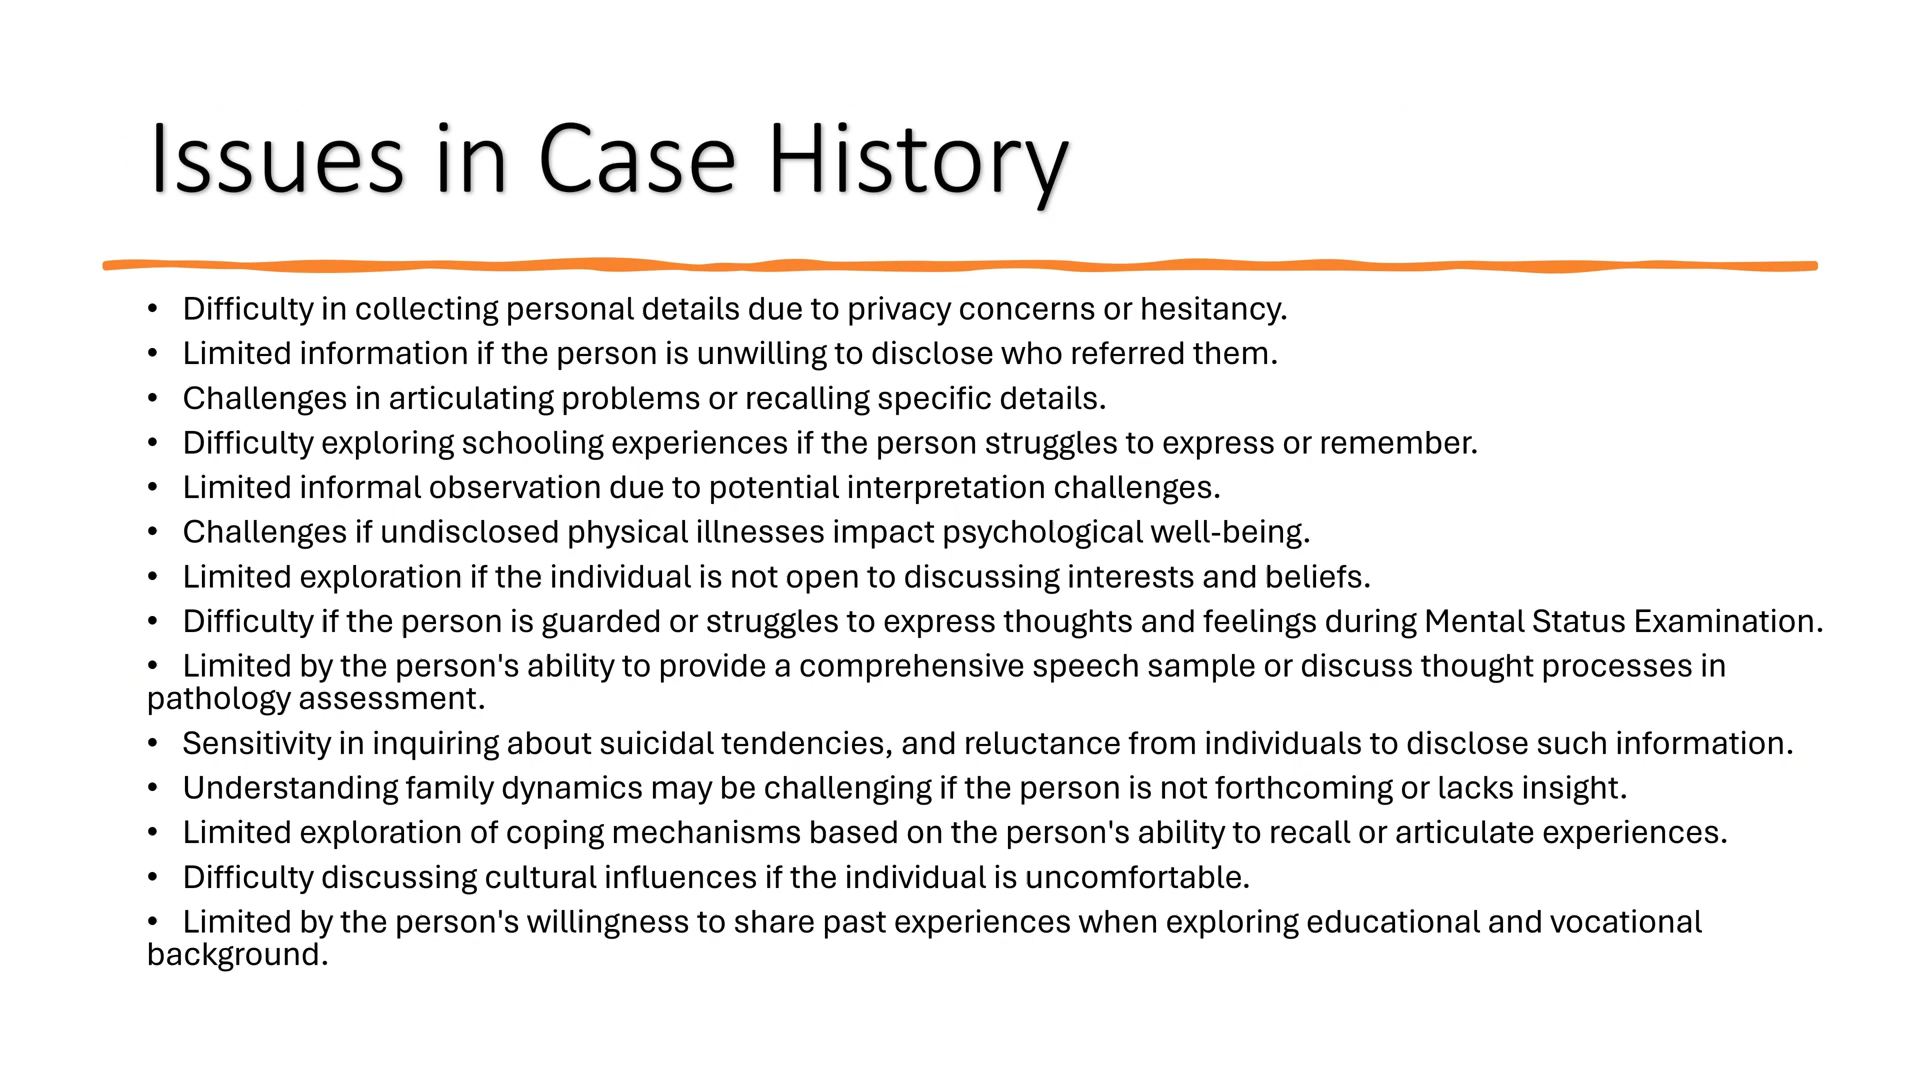 Issues in Case History
• Difficulty in collecting personal details due to privacy concerns or hesitancy.
• Limited information if the person is unwilling to disclose who referred them.
• Challenges in articulating problems or recalling specific details.
• Difficulty exploring schooling experiences if the person struggles to express or remember.
• Limited informal observation due to potential interpretation challenges.
• Challenges if undisclosed physical illnesses impact psychological well-being.
• Limited exploration if the individual is not open to discussing interests and beliefs.
• Difficulty if the person is guarded or struggles to express thoughts and feelings during Mental Status Examination.
• Limited by the person's ability to provide a comprehensive speech sample or discuss thought processes in
pathology assessment.
• Sensitivity in inquiring about suicidal tendencies, and reluctance from individuals to disclose such information.
• Understanding family dynamics may be challenging if the person is not forthcoming or lacks insight.
• Limited exploration of coping mechanisms based on the person's ability to recall or articulate experiences.
• Difficulty discussing cultural influences if the individual is uncomfortable.
• Limited by the person's willingness to share past experiences when exploring educational and vocational
background.